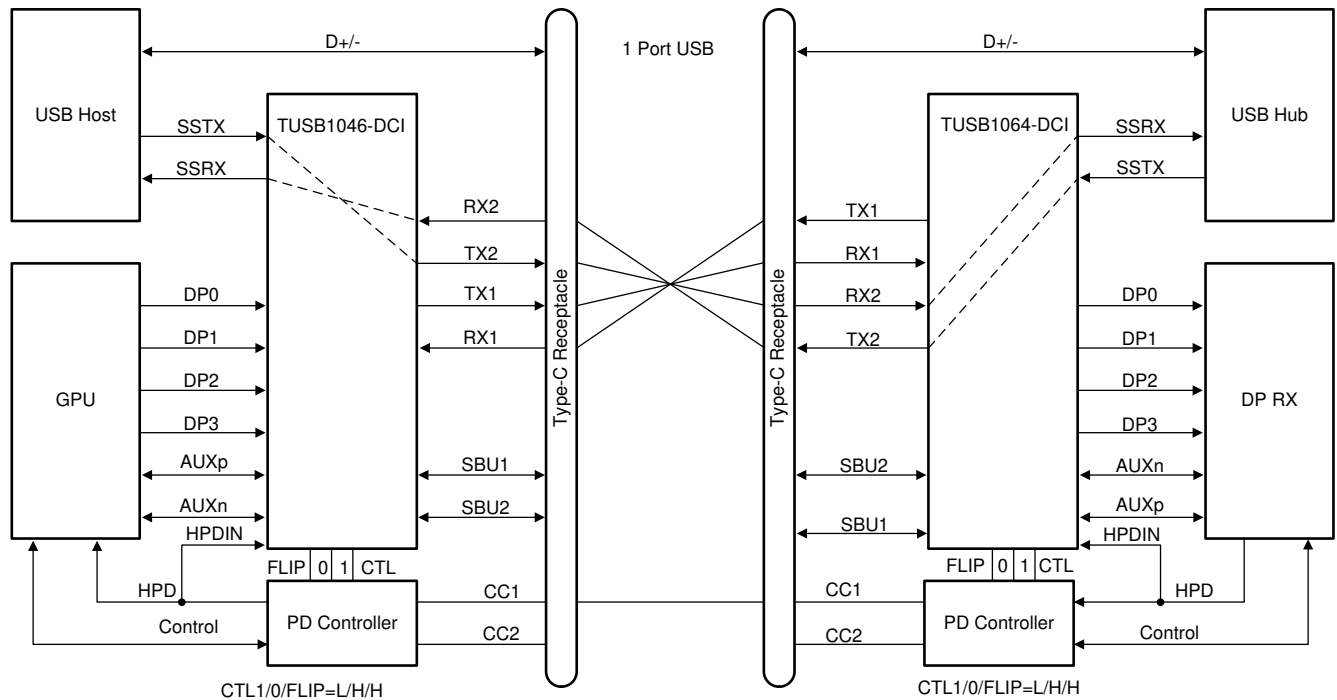 D+/-
1 Port USB
D+/-
USB Host
TUSB1046-DCI
SSTX
SSRX
RX2
TX2
TX1
RX1
GPU
DP0
DP1
DP2
DP3
AUXp
AUXn
HPDIN
SBU1
SBU2
FLIP 0 1 CTL
HPD
Control
PD Controller
CC1
CC2
CTL1/0/FLIP=L/H/H
Type-C Receptacle
Type-C Receptacle
TUSB1064-DCI
USB Hub
SSRX
SSTX
TX1
RX1
RX2
TX2
DP0
DP1
DP2
DP3
DP RX
AUXn
AUXp
HPDIN
SBU2
SBU1
FLIP 0 1 CTL
CC1
CC2
PD Controller
HPD
Control
CTL1/0/FLIP=L/H/H